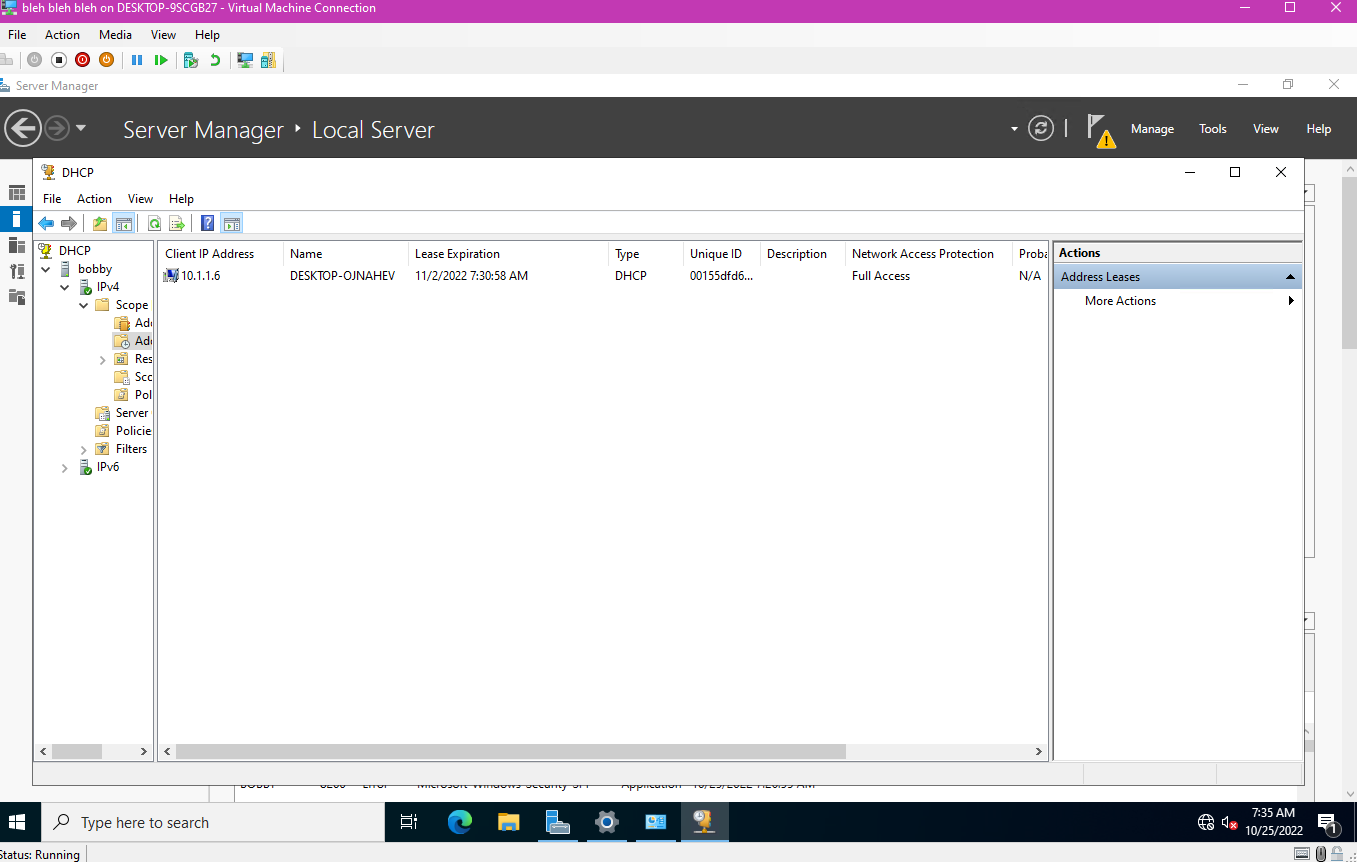 bleh bleh bleh on DESKTOP-9SCGB27 - Virtual Machine Connection
File Action Media View Help
Server Manager
Server Manager ‣ Local Server
Manage Tools View Help
DHCP
File Action View Help
DHCP
bobby
IPv4
Scope
Add
Add
Res
Sco
Pol
Server
Policie
Filters
IPv6
Client IP Address Name Lease Expiration Type Unique ID Description Network Access Protection Proba
10.1.1.6 DESKTOP-OJNAHEV 11/2/2022 7:30:58 AM DHCP 00155dfd6... Full Access N/A
Actions
Address Leases
More Actions
Type here to search
7:35 AM
10/25/2022
1
Status: Running